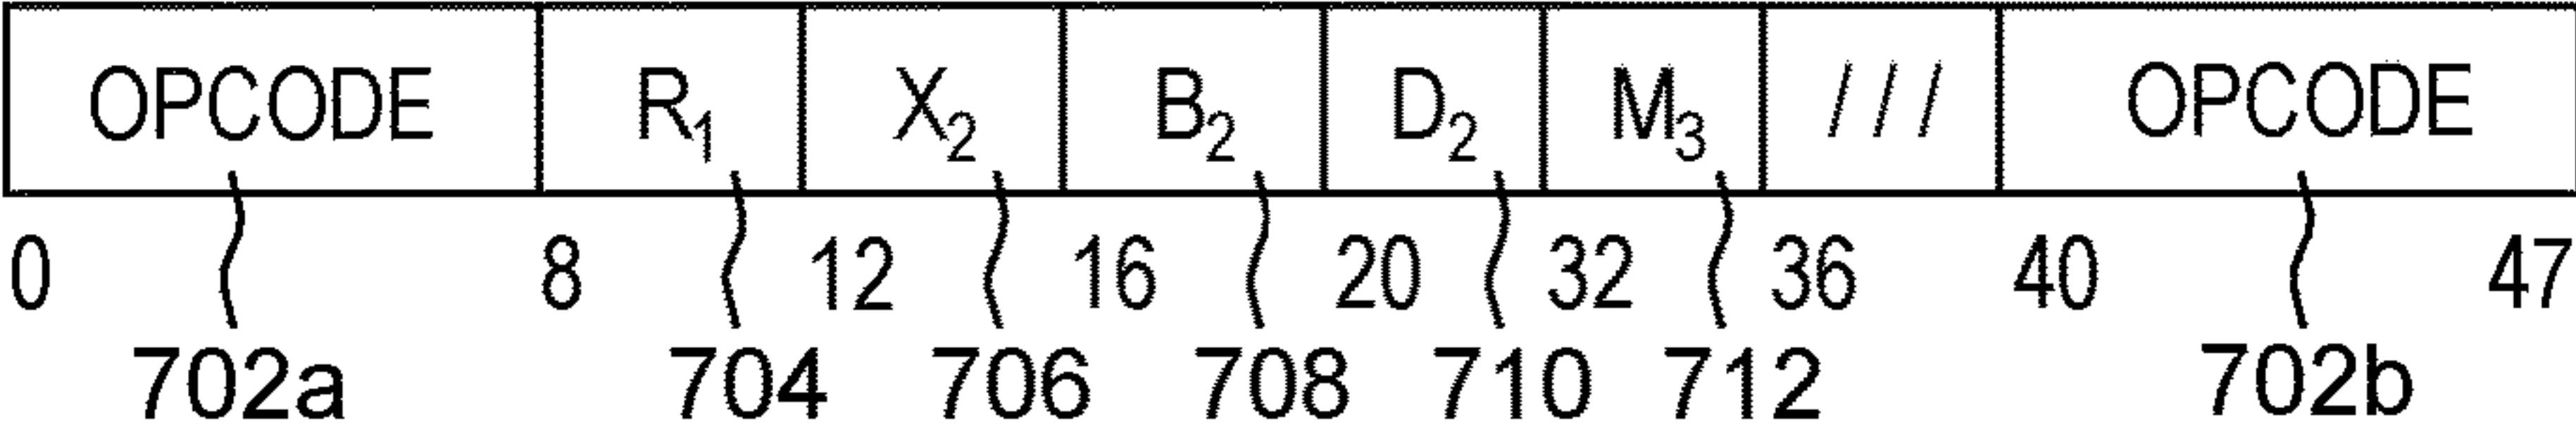 OPCODE R₁ X₂ B₂ D₂ M₃ /// OPCODE
0 8 12 16 20 32 36 40 47
702a 704 706 708 710 712 702b